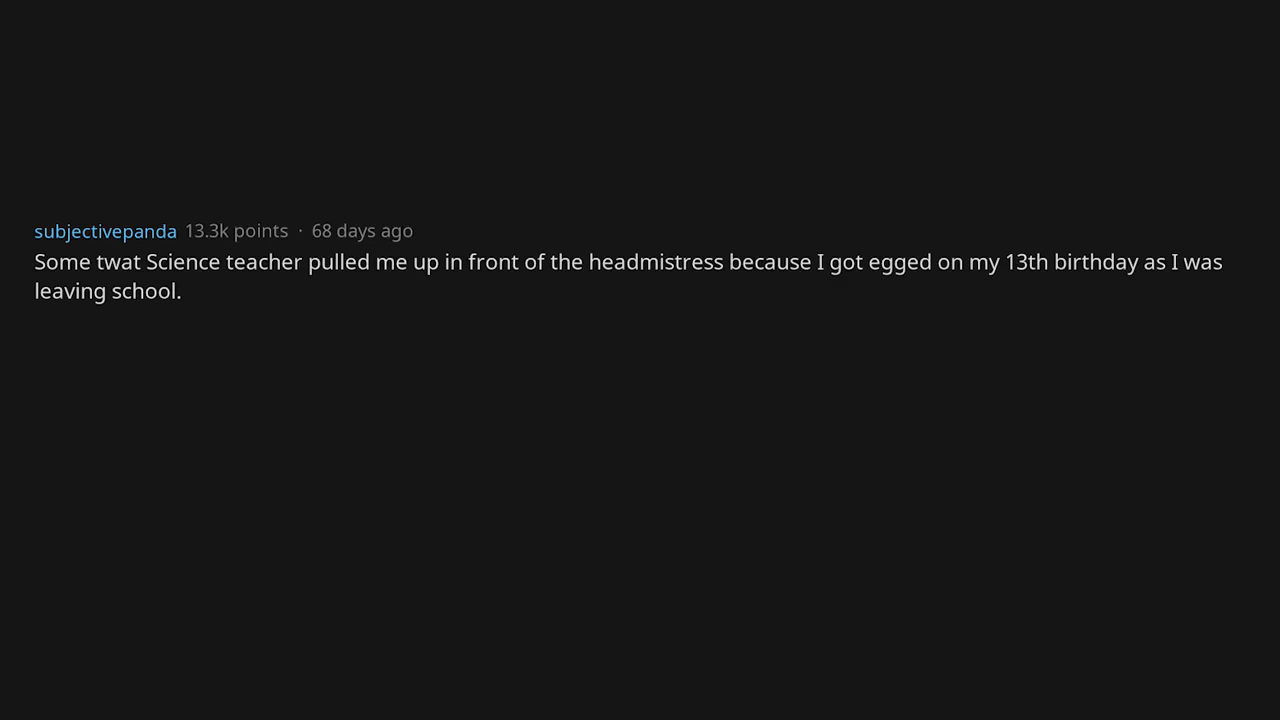 subjectivepanda 13.3k points · 68 days ago
Some twat Science teacher pulled me up in front of the headmistress because I got egged on my 13th birthday as I was
leaving school.